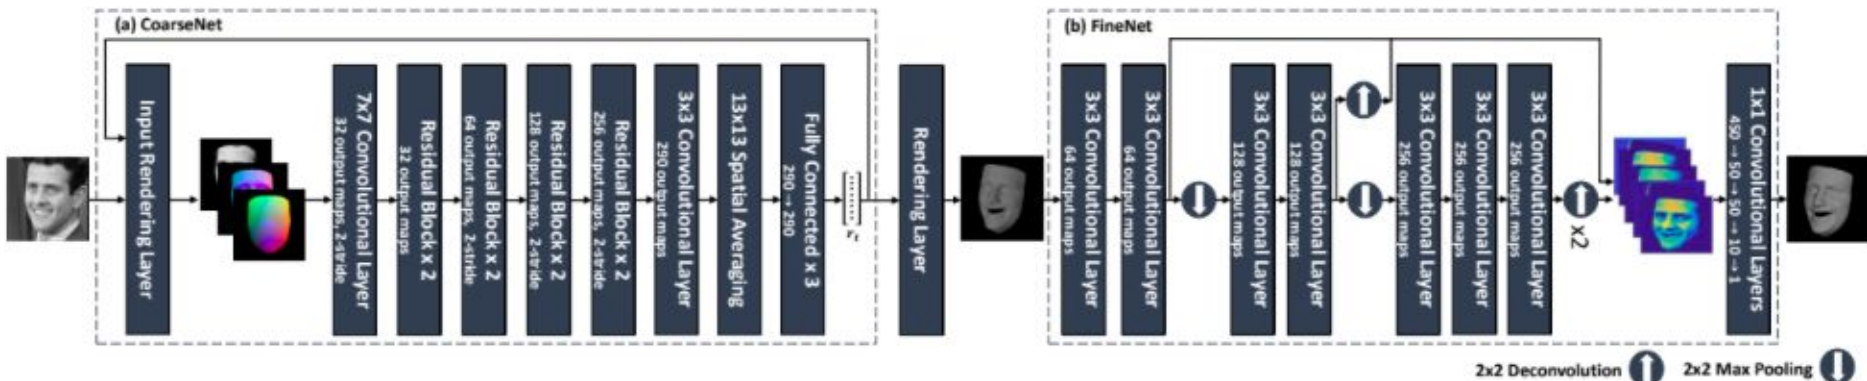 (a) CoarseNet
Input Rendering Layer
7x7 Convolutional Layer
32 output maps, 2-stride
Residual Block x 2
32 output maps
Residual Block x 2
64 output maps, 2-stride
Residual Block x 2
128 output maps, 2-stride
Residual Block x 2
256 output maps, 2-stride
3x3 Convolutional Layer
290 output maps
13x13 Spatial Averaging
Fully Connected x 3
290 → 290
Rendering Layer
(b) FineNet
3x3 Convolutional Layer
64 output maps
3x3 Convolutional Layer
64 output maps
3x3 Convolutional Layer
128 output maps
3x3 Convolutional Layer
128 output maps
3x3 Convolutional Layer
256 output maps
3x3 Convolutional Layer
256 output maps
3x3 Convolutional Layer
256 output maps
x2
1x1 Convolutional Layers
450 → 50 → 50 → 10 → 1
2x2 Deconvolution
2x2 Max Pooling